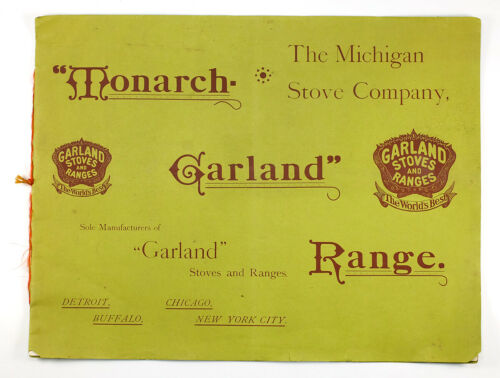 "Monarch-
The Michigan
Stove Company,
GARLAND
STOVES
AND
RANGES
The World's Best
Garland"
GARLAND
STOVES
AND
RANGES
The World's Best
Sole Manufacturers of
"Garland"
Stoves and Ranges.
Range.
DETROIT, CHICAGO,
BUFFALO, NEW YORK CITY.